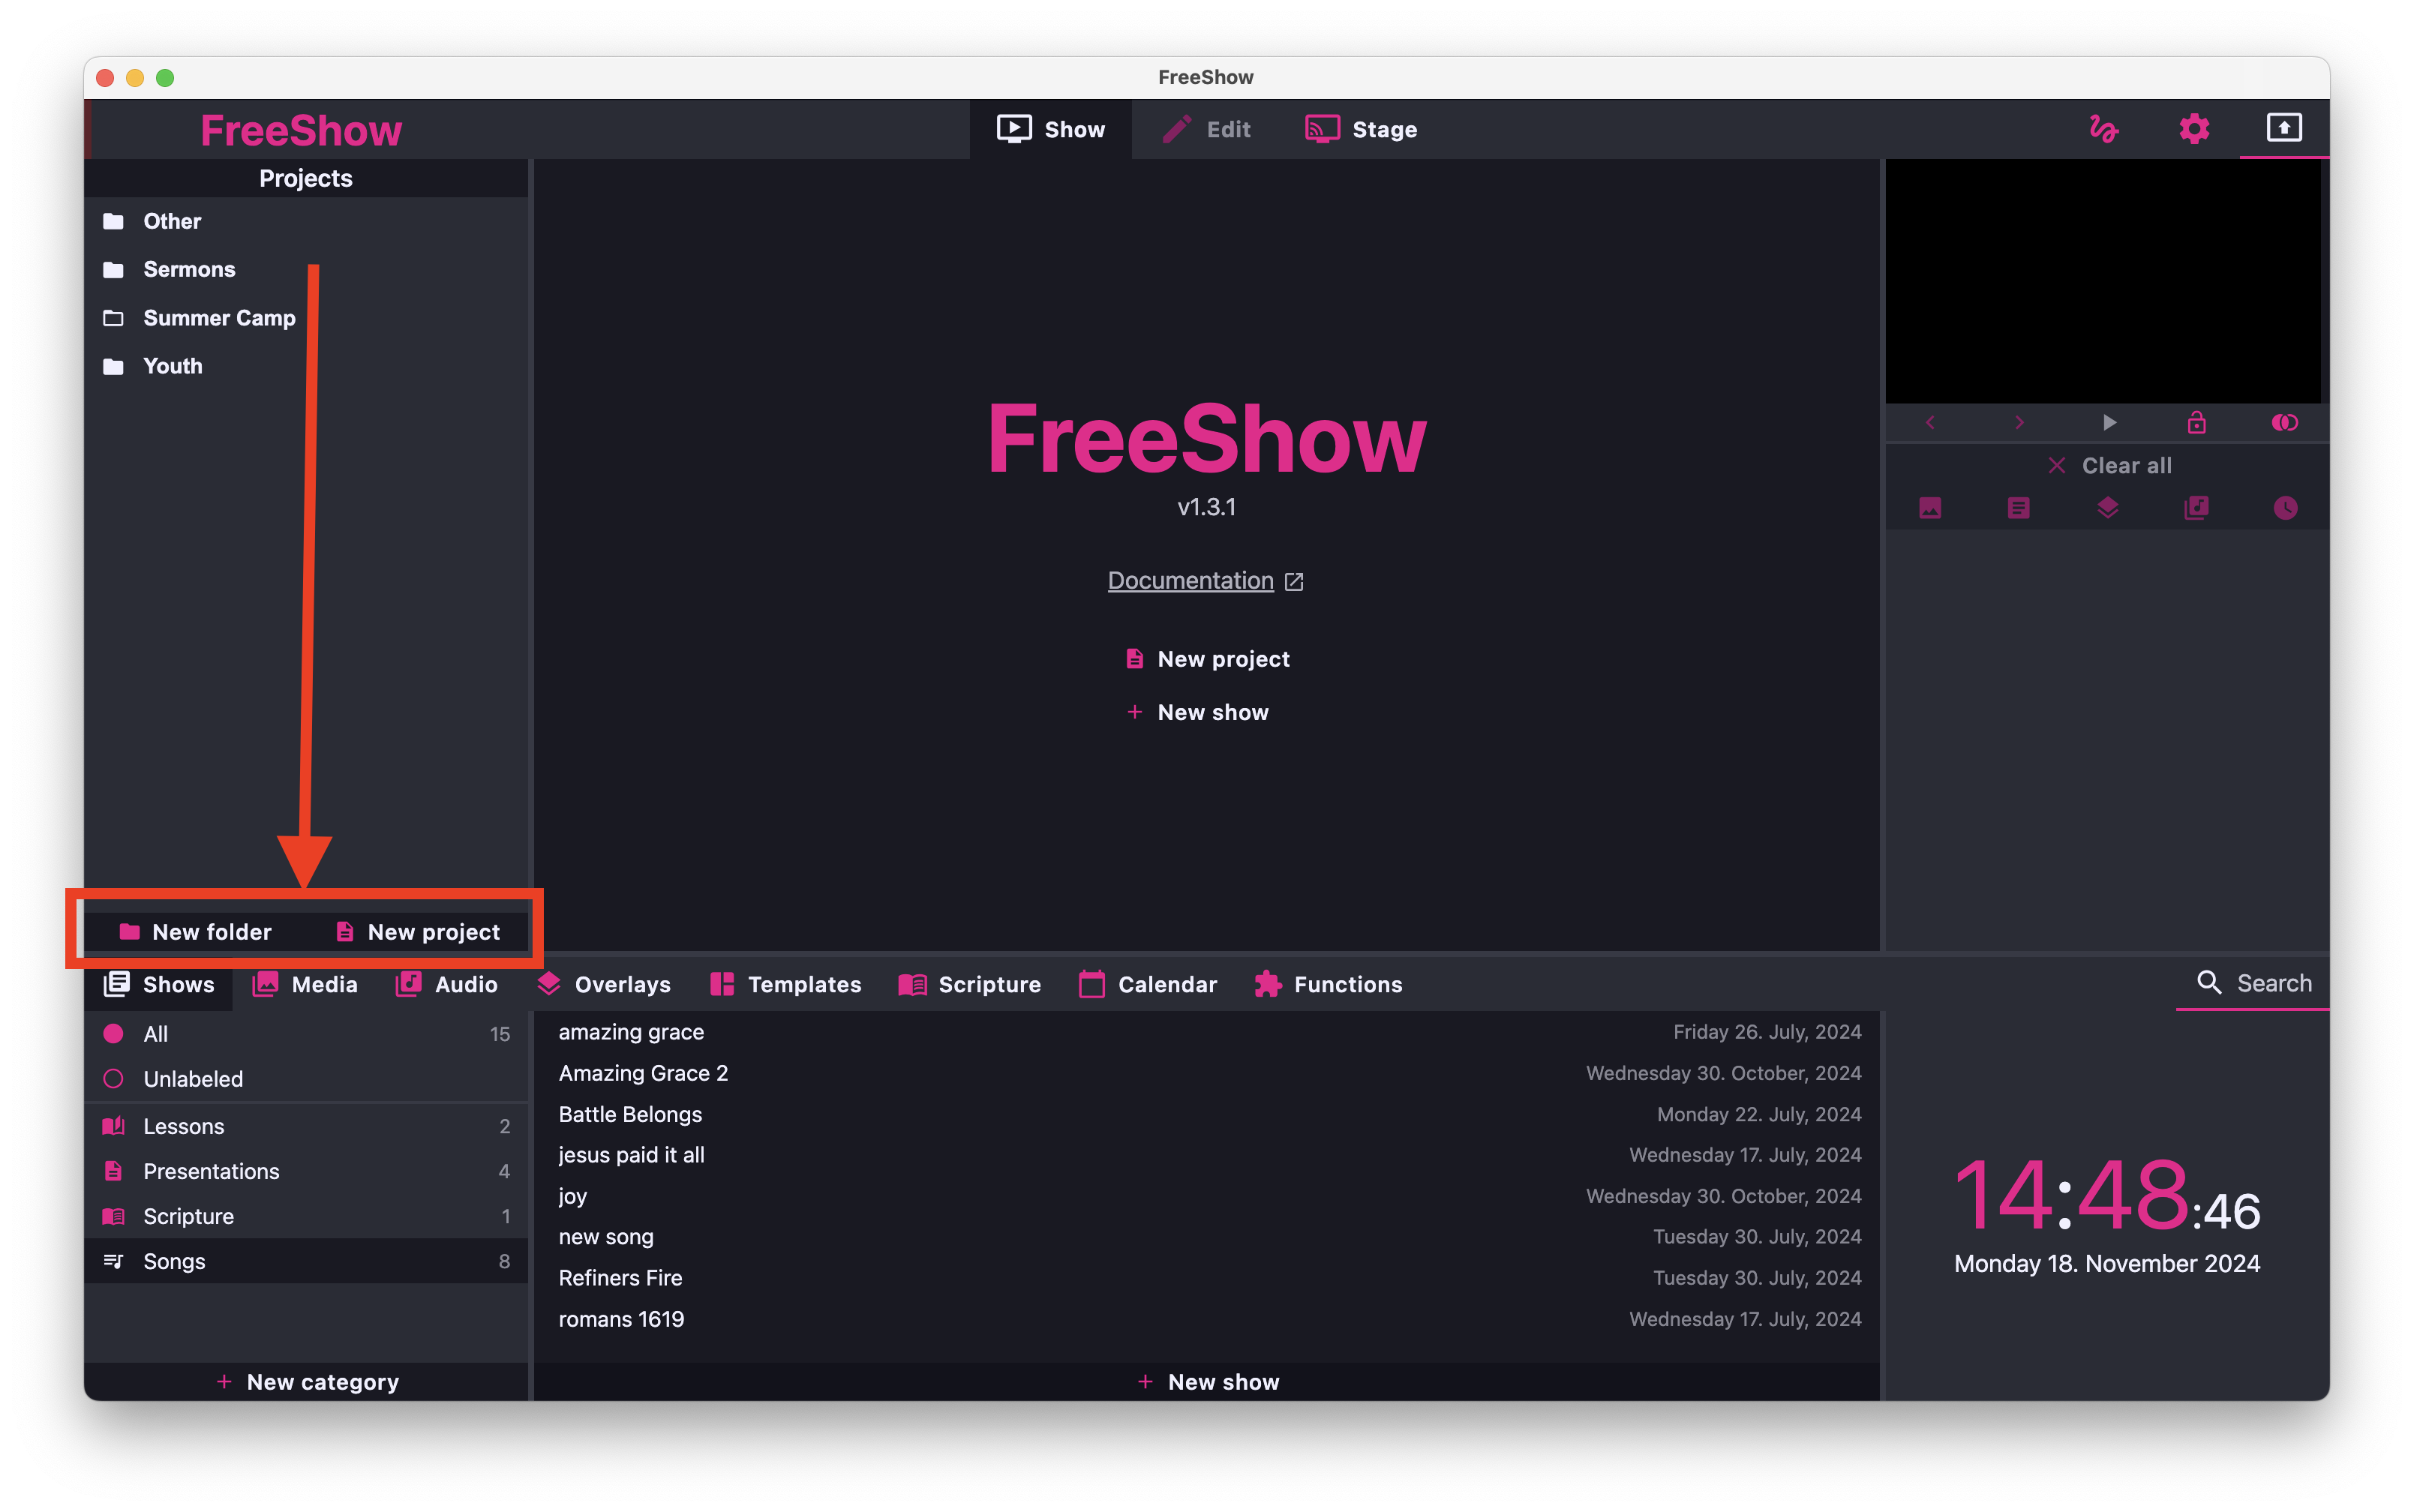 FreeShow
FreeShow
Show
Edit
Stage
Projects
Other
Sermons
Summer Camp
Youth
New folder
New project
FreeShow
v1.3.1
Documentation
New project
New show
Clear all
Shows
Media
Audio
Overlays
Templates
Scripture
Calendar
Functions
Search
All 15
Unlabeled
Lessons 2
Presentations 4
Scripture 1
Songs 8
New category
amazing grace Friday 26. July, 2024
Amazing Grace 2 Wednesday 30. October, 2024
Battle Belongs Monday 22. July, 2024
jesus paid it all Wednesday 17. July, 2024
joy Wednesday 30. October, 2024
new song Tuesday 30. July, 2024
Refiners Fire Tuesday 30. July, 2024
romans 1619 Wednesday 17. July, 2024
New show
14:48:46
Monday 18. November 2024